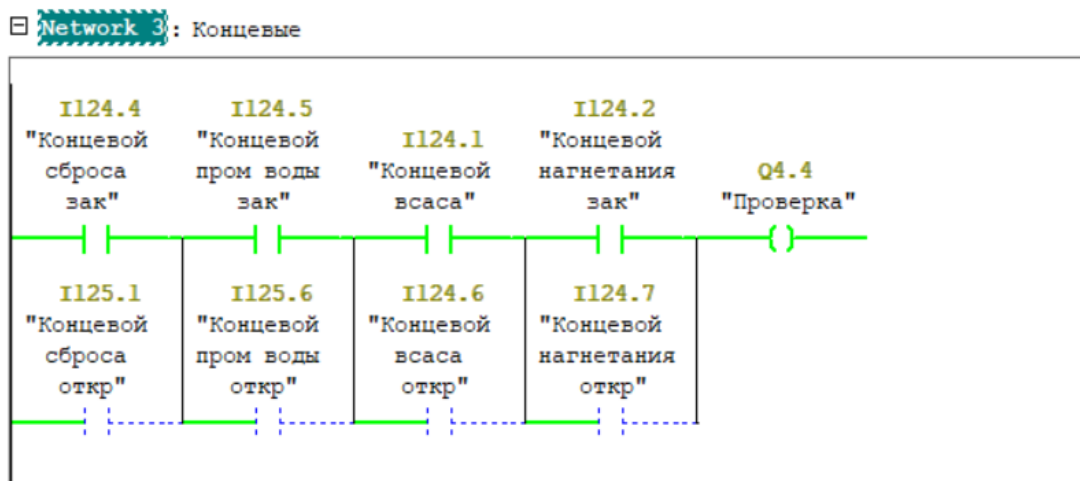 Network 3: Концевые
I124.4
"Концевой
сброса
зак"
I124.5
"Концевой
пром воды
зак"
I124.1
"Концевой
всаса"
I124.2
"Концевой
нагнетания
зак"
Q4.4
"Проверка"
I125.1
"Концевой
сброса
откр"
I125.6
"Концевой
пром воды
откр"
I124.6
"Концевой
всаса
откр"
I124.7
"Концевой
нагнетания
откр"